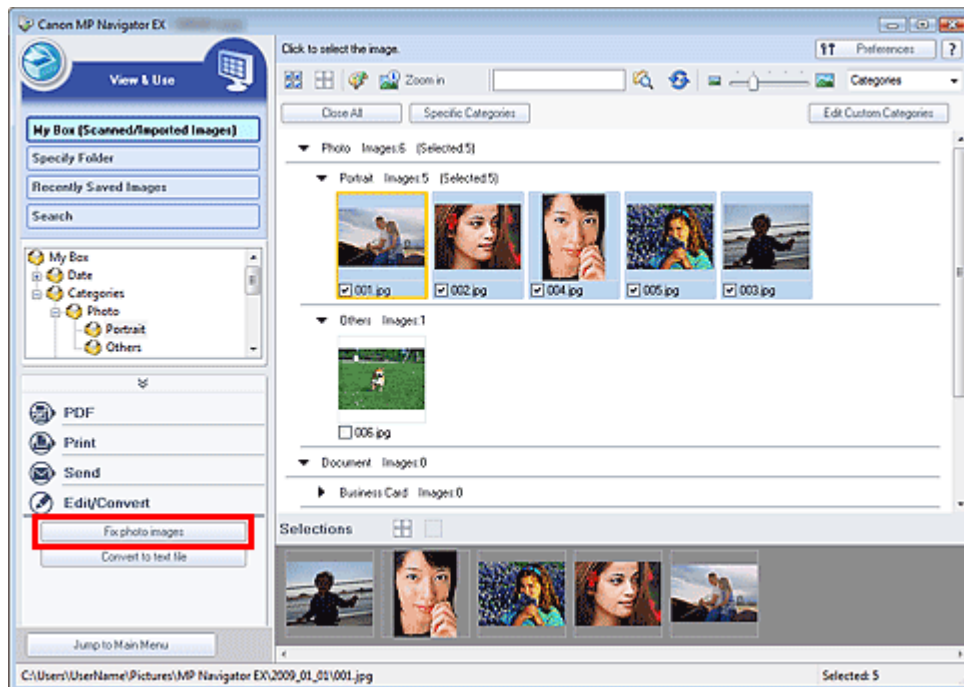 Canon MP Navigator EX
View & Use
My Box (Scanned/Imported Images)
Specify Folder
Recently Saved Images
Search
My Box
Date
Categories
Photo
Portrait
Others
PDF
Print
Send
Edit/Convert
Fix photo images
Convert to text file
Jump to Main Menu
Click to select the image.
Preferences ?
Zoom in
Categories
Close All Specific Categories Edit Custom Categories
Photo Images:6 (Selected:5)
Portrait Images:5 (Selected:5)
001.jpg 002.jpg 004.jpg 005.jpg 003.jpg
Others Images:1
006.jpg
Document Images:0
Business Card Images:0
Selections
C:\Users\UserName\Pictures\MP Navigator EX\2009_01_01\001.jpg Selected: 5